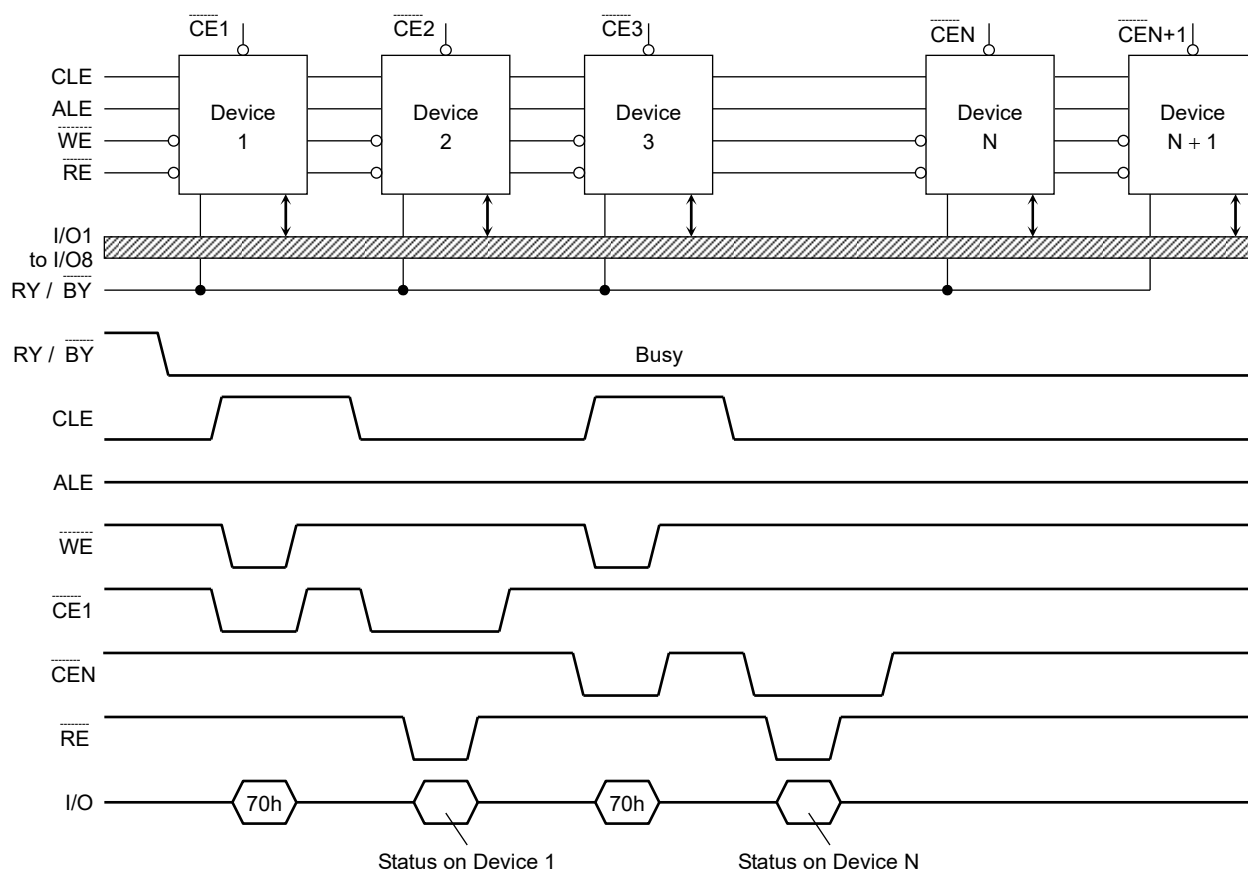 CE1 CE2 CE3 CEN CEN+1
CLE
ALE
WE
RE
Device 1
Device 2
Device 3
Device N
Device N + 1
I/O1 to I/O8
RY / BY
RY / BY
Busy
CLE
ALE
WE
CE1
CEN
RE
I/O
70h
70h
Status on Device 1
Status on Device N